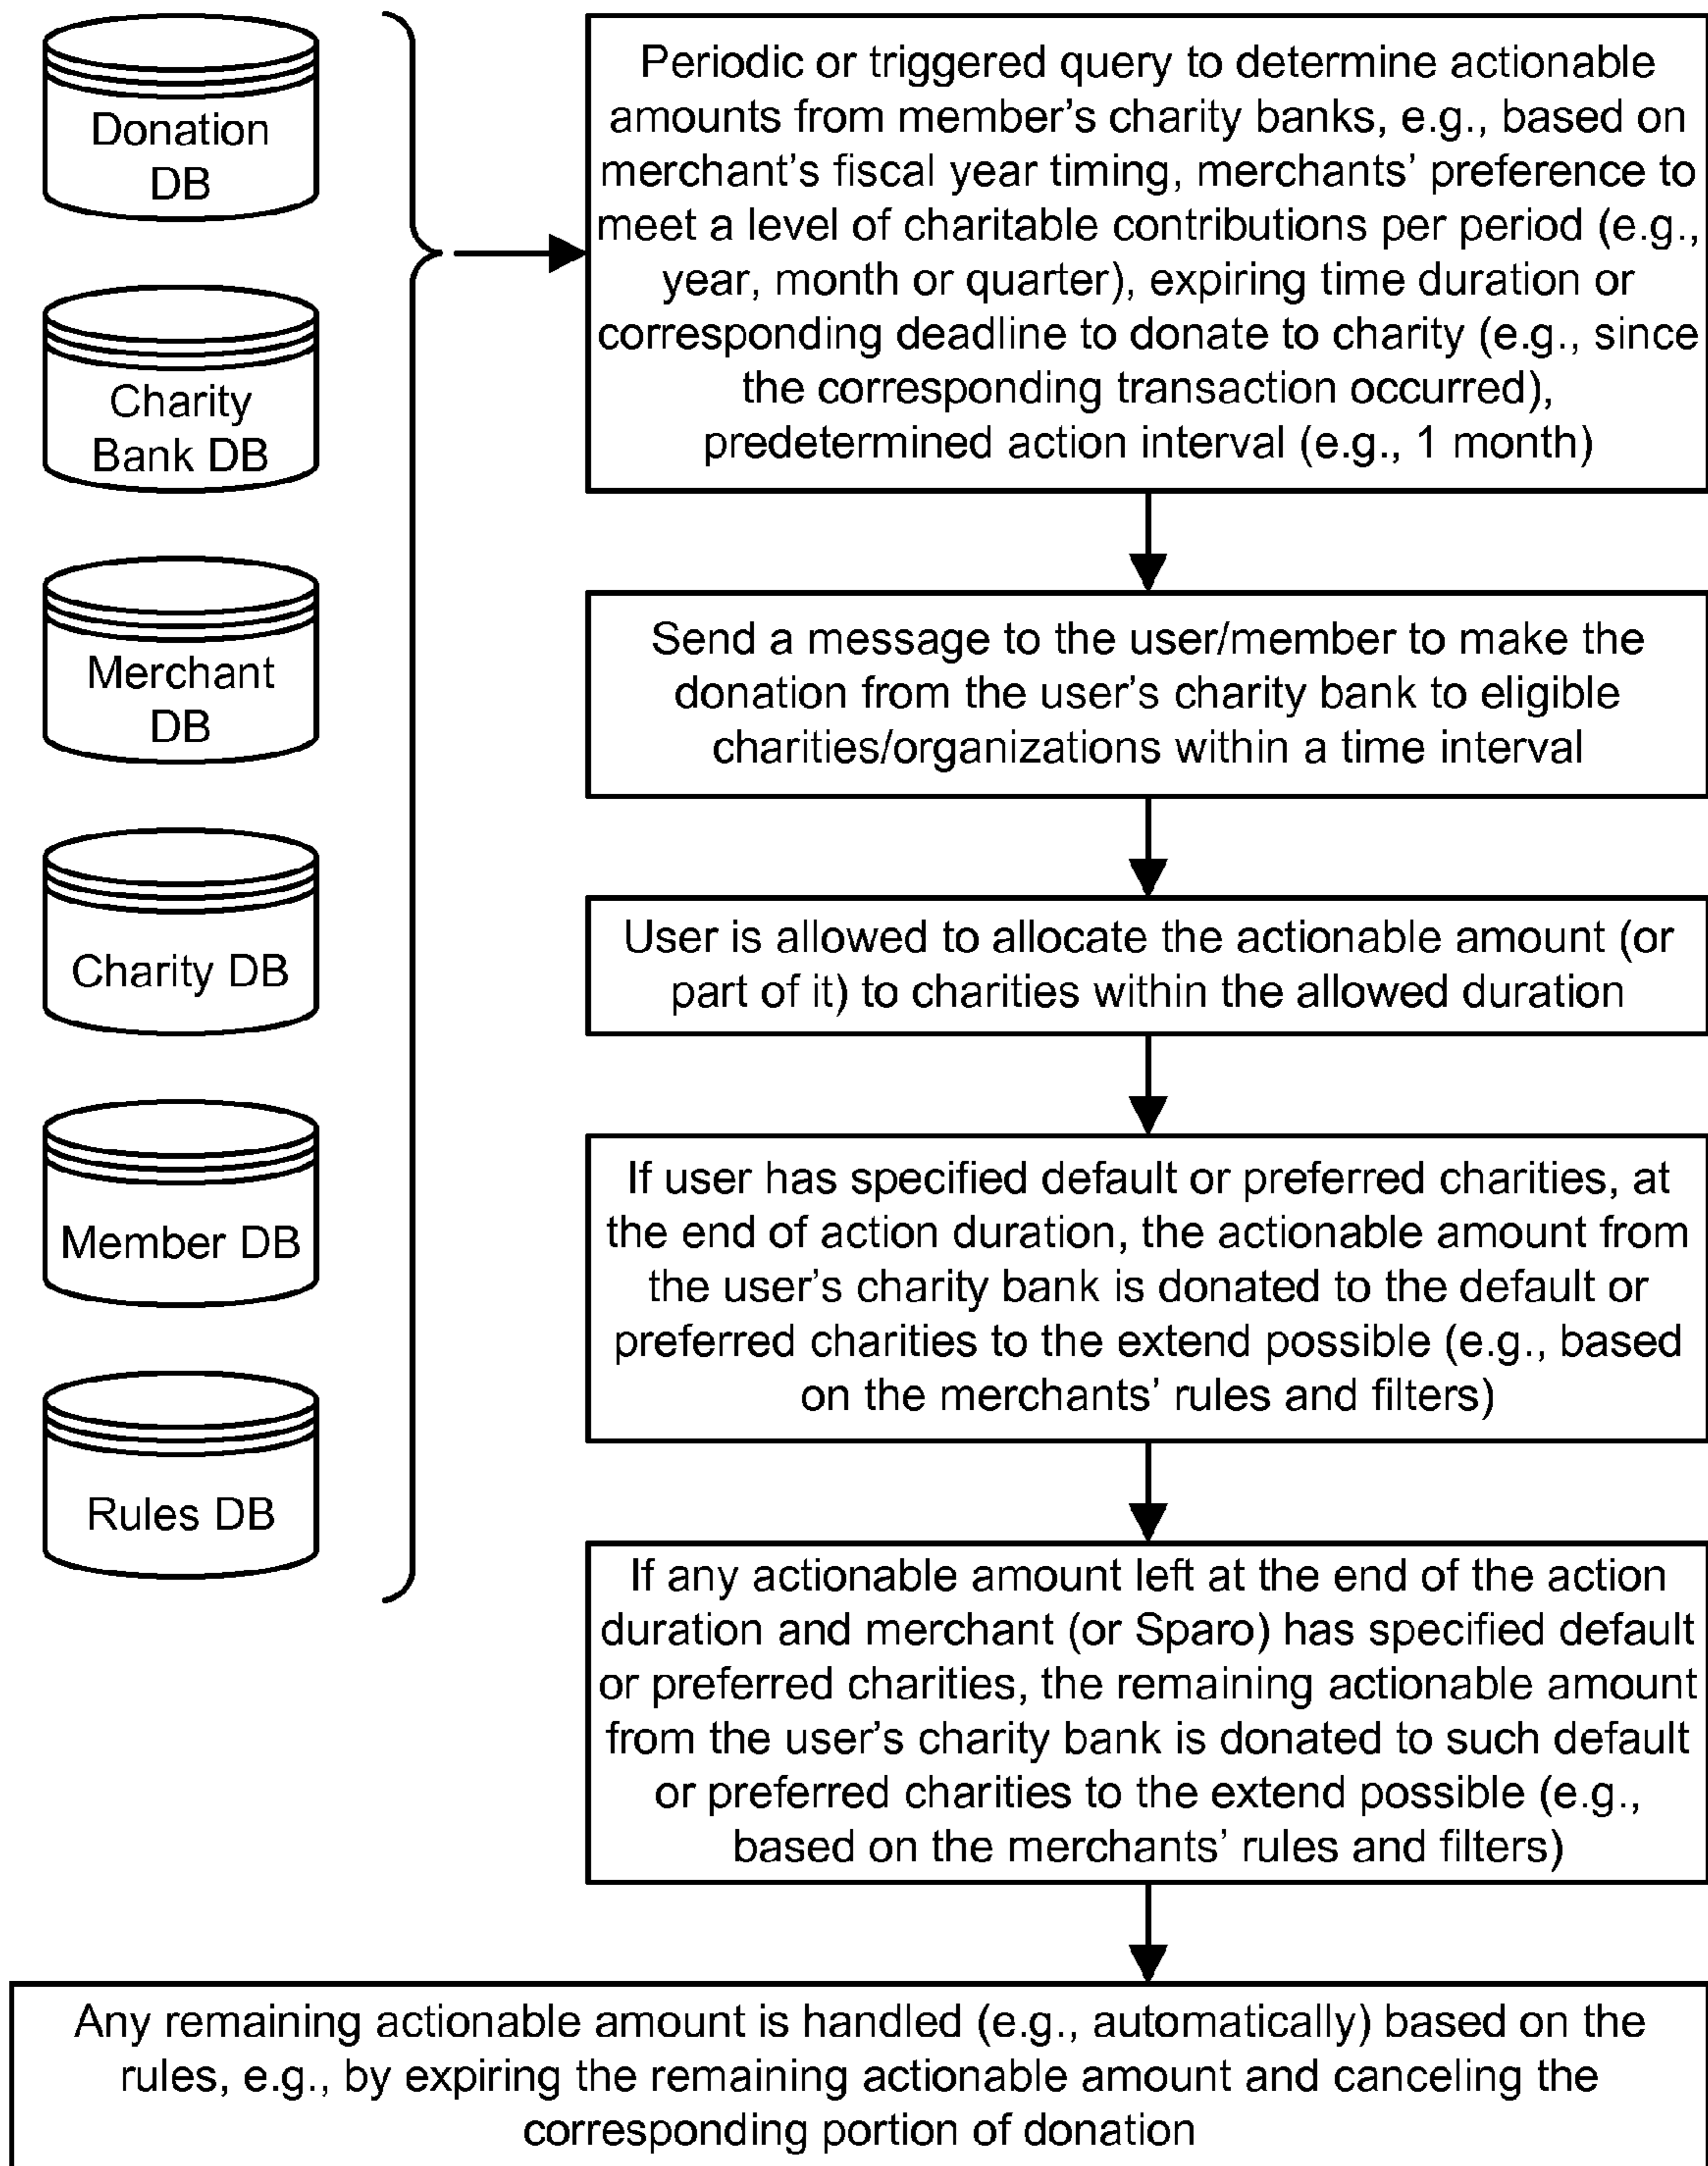 Donation
DB
Charity
Bank DB
Merchant
DB
Charity DB
Member DB
Rules DB
Periodic or triggered query to determine actionable
amounts from member's charity banks, e.g., based on
merchant's fiscal year timing, merchants' preference to
meet a level of charitable contributions per period (e.g.,
year, month or quarter), expiring time duration or
corresponding deadline to donate to charity (e.g., since
the corresponding transaction occurred),
predetermined action interval (e.g., 1 month)
Send a message to the user/member to make the
donation from the user's charity bank to eligible
charities/organizations within a time interval
User is allowed to allocate the actionable amount (or
part of it) to charities within the allowed duration
If user has specified default or preferred charities, at
the end of action duration, the actionable amount from
the user's charity bank is donated to the default or
preferred charities to the extend possible (e.g., based
on the merchants' rules and filters)
If any actionable amount left at the end of the action
duration and merchant (or Sparo) has specified default
or preferred charities, the remaining actionable amount
from the user's charity bank is donated to such default
or preferred charities to the extend possible (e.g.,
based on the merchants' rules and filters)
Any remaining actionable amount is handled (e.g., automatically) based on the
rules, e.g., by expiring the remaining actionable amount and canceling the
corresponding portion of donation